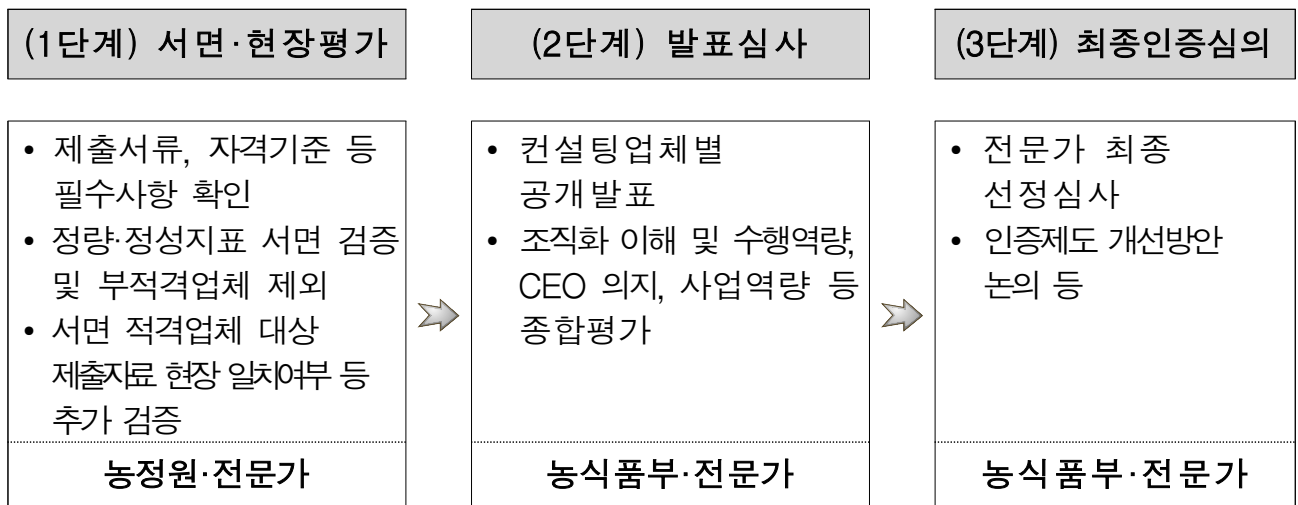 (1단계) 서면·현장평가
• 제출서류, 자격기준 등
필수사항 확인
• 정량·정성지표 서면 검증
및 부적격업체 제외
• 서면 적격업체 대상
제출자료 현장 일치여부 등
추가 검증
농정원·전문가
(2단계) 발표심사
• 컨설팅업체별
공개발표
• 조직화 이해 및 수행역량,
CEO 의지, 사업역량 등
종합평가
농식품부·전문가
(3단계) 최종인증심의
• 전문가 최종
선정심사
• 인증제도 개선방안
논의 등
농식품부·전문가